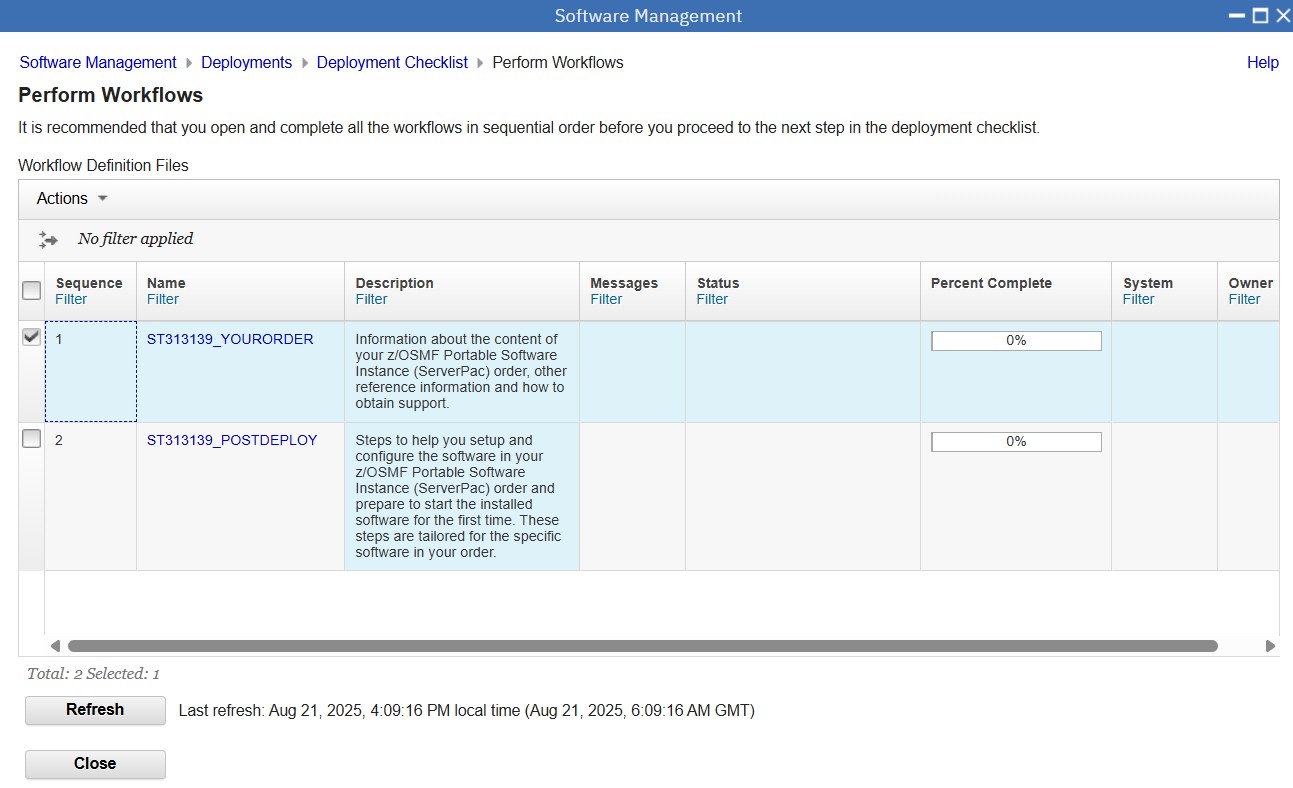 Software Management
Software Management Deployments Deployment Checklist Perform Workflows Help
Perform Workflows
It is recommended that you open and complete all the workflows in sequential order before you proceed to the next step in the deployment checklist.
Workflow Definition Files
Actions
No filter applied
Sequence Name Description Messages Status Percent Complete System Owner
Filter Filter Filter Filter Filter Filter Filter
1 ST313139_YOURORDER Information about the content of 0%
your z/OSMF Portable Software
Instance (ServerPac) order, other
reference information and how to
obtain support.
2 ST313139_POSTDEPLOY Steps to help you setup and 0%
configure the software in your
z/OSMF Portable Software
Instance (ServerPac) order and
prepare to start the installed
software for the first time. These
steps are tailored for the specific
software in your order.
Total: 2 Selected: 1
Refresh Last refresh: Aug 21, 2025, 4:09:16 PM local time (Aug 21, 2025, 6:09:16 AM GMT)
Close